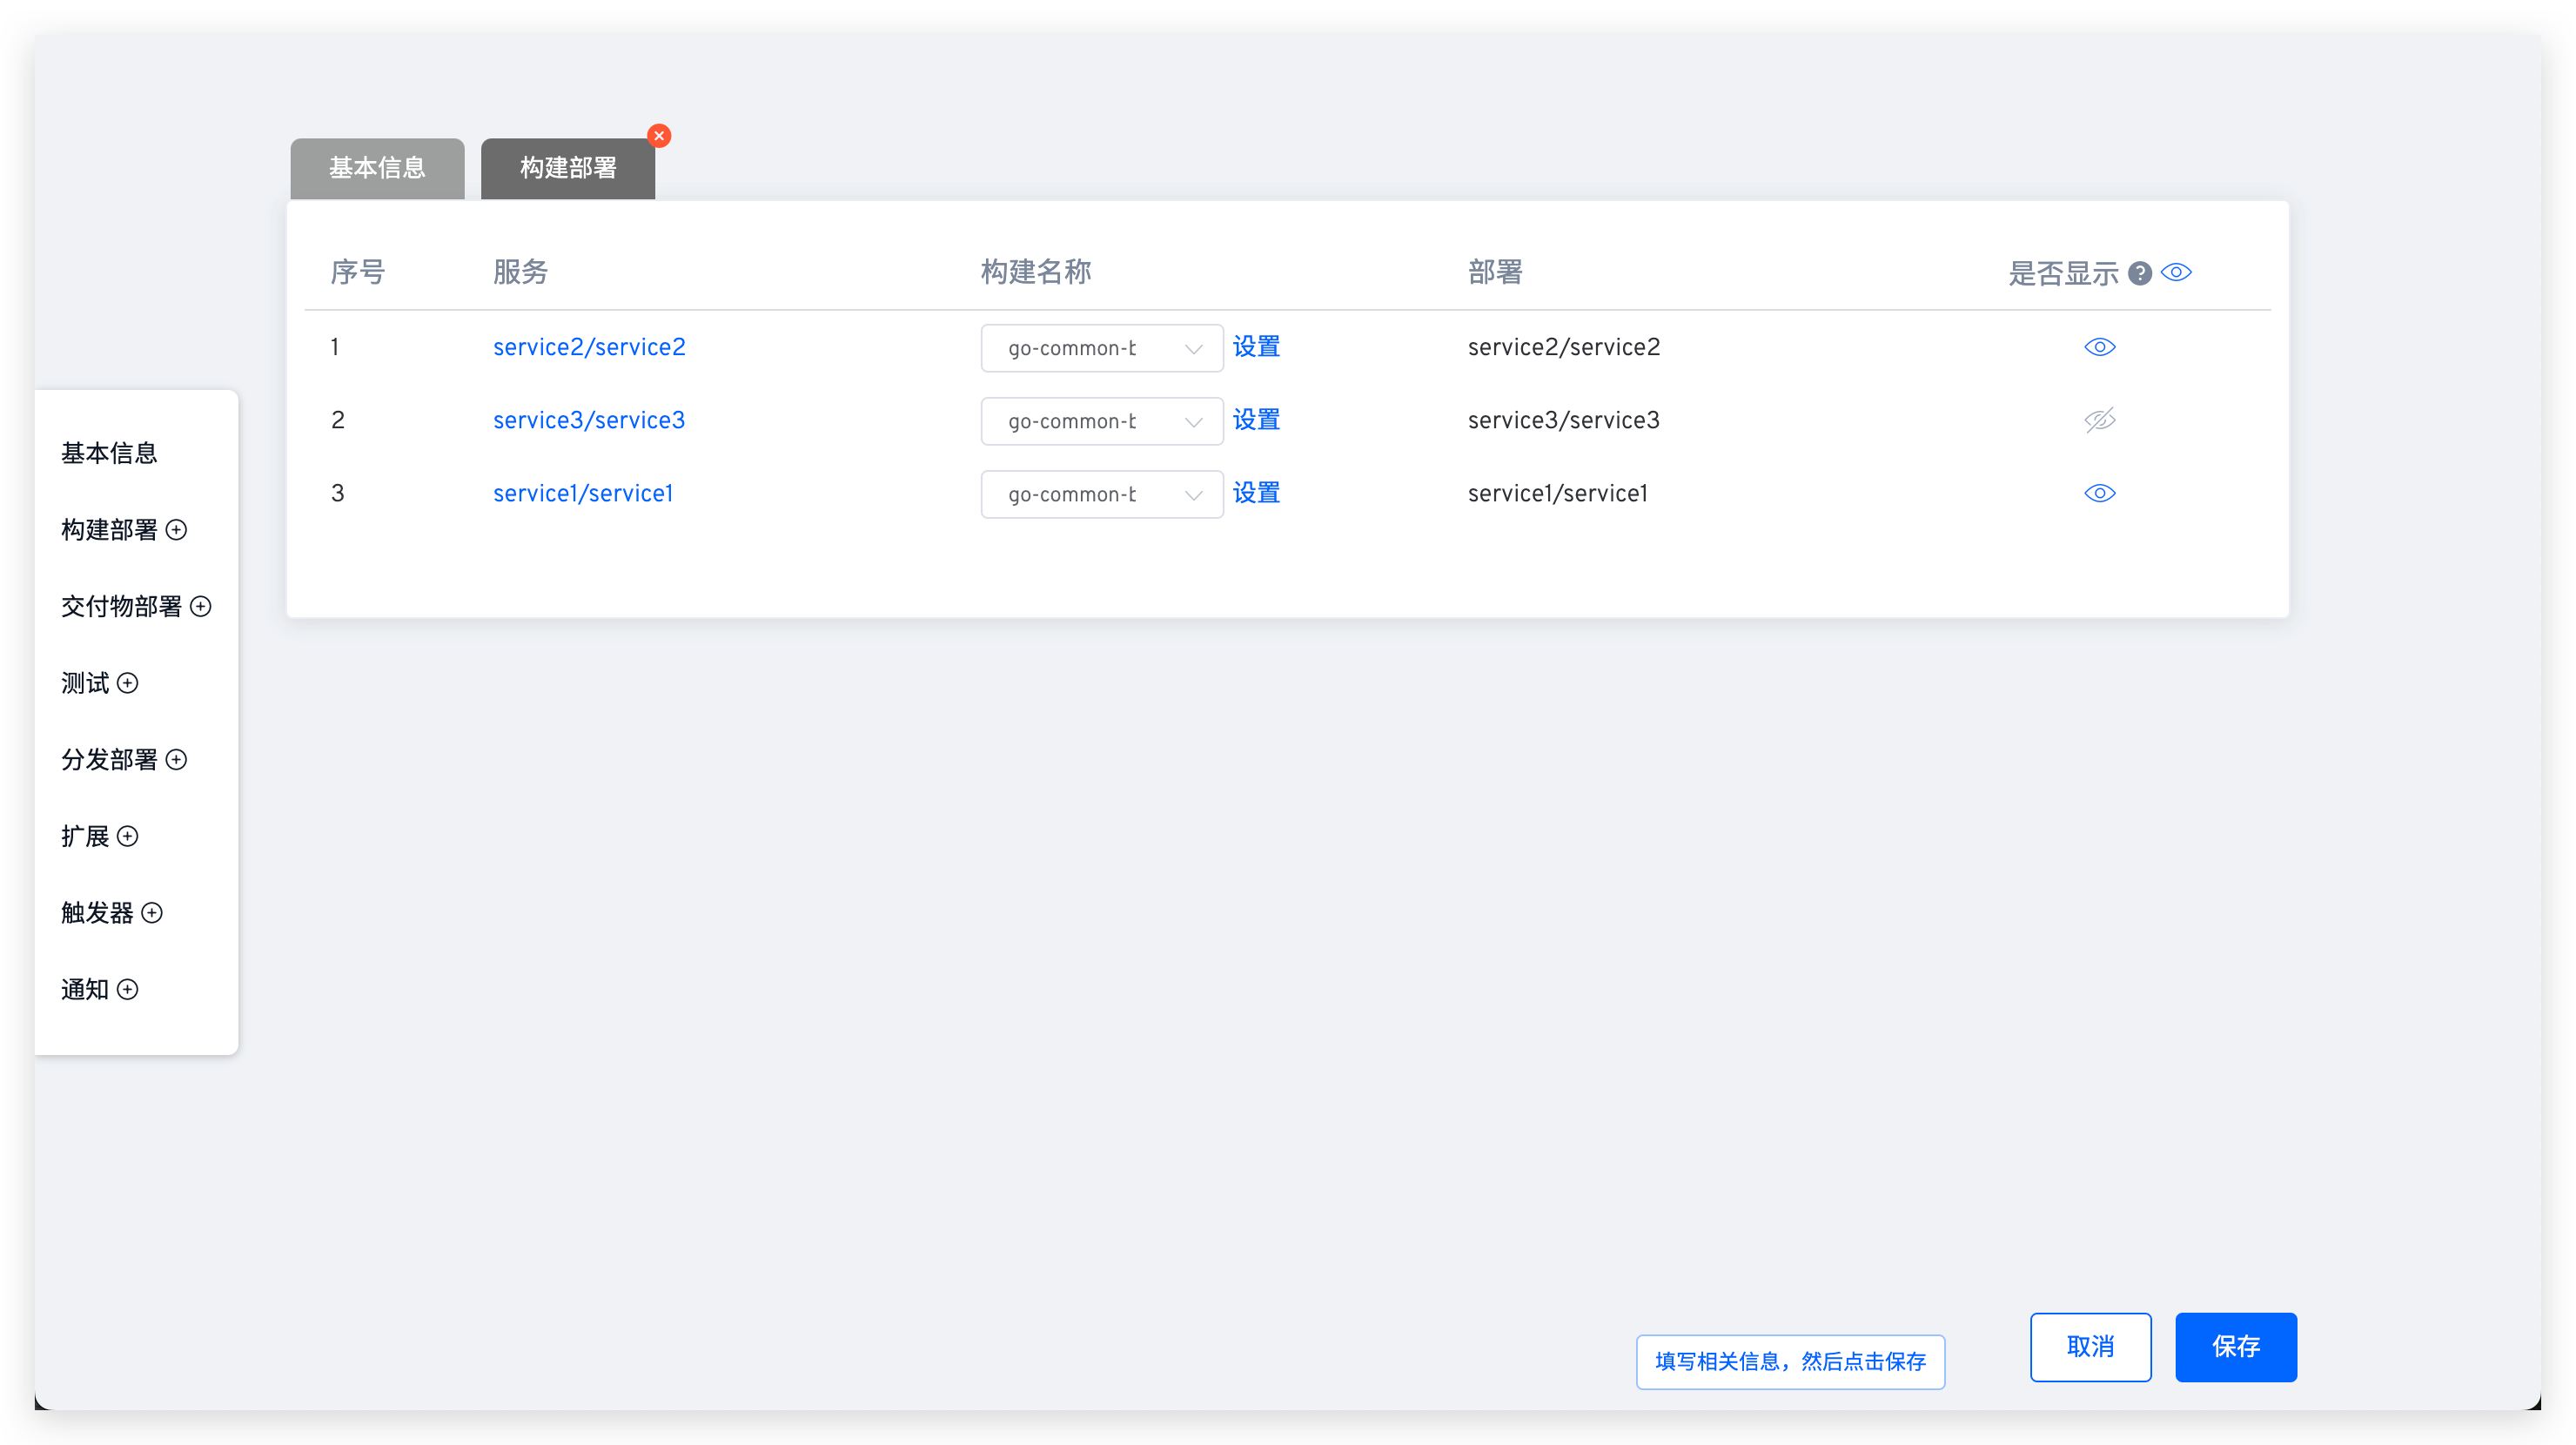 基本信息 构建部署
序号 服务 构建名称 部署 是否显示
1 service2/service2 go-common- 设置 service2/service2
2 service3/service3 go-common- 设置 service3/service3
3 service1/service1 go-common- 设置 service1/service1
基本信息
构建部署
交付物部署
测试
分发部署
扩展
触发器
通知
填写相关信息，然后点击保存 取消 保存